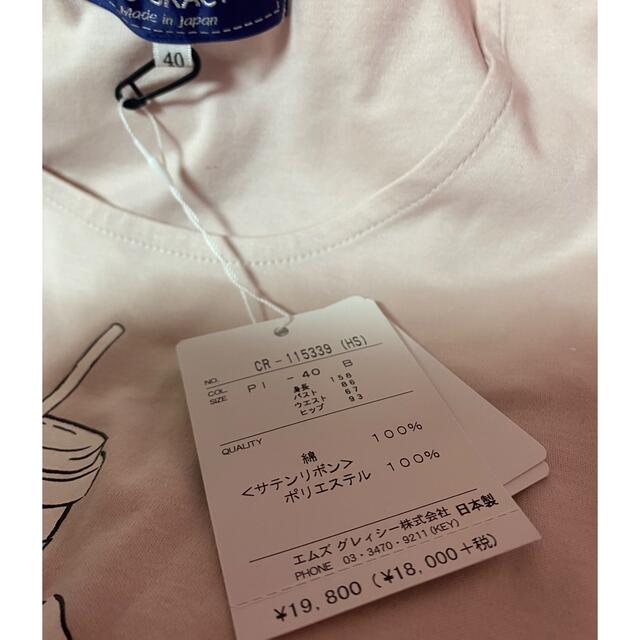 Made in Japan
40
NO. CR-115339 (HS)
COL. SIZE PI - 40 B
身長 158
バスト 86
ウエスト 67
ヒップ 93
QUALITY
綿 100%
<サテンリボン>
ポリエステル 100%
エムズ グレィシー株式会社 日本製
PHONE 03・3470・9211(KEY)
¥19,800 (¥18,000+税)